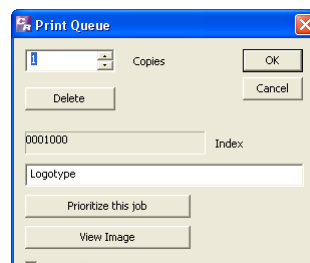 Print Queue
1 Copies OK
Delete Cancel
0001000 Index
Logotype
Prioritize this job
View Image